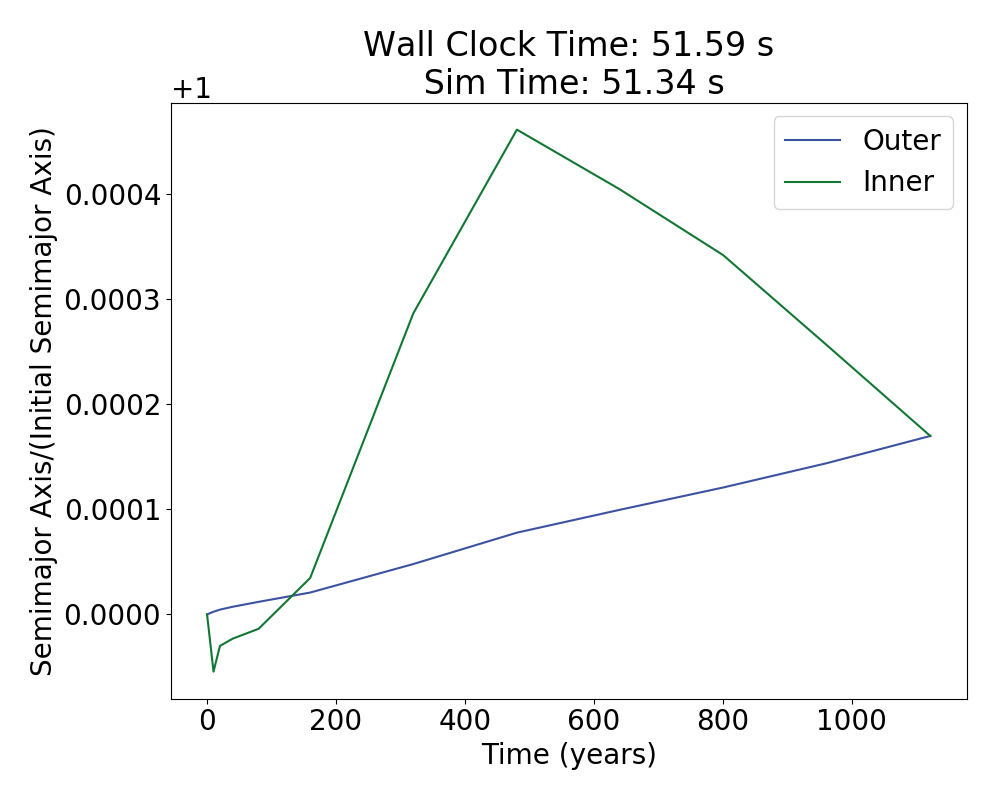 Wall Clock Time: 51.59 s
Sim Time: 51.34 s
+1
Outer
Inner
0.0004
0.0003
0.0002
0.0001
0.0000
Semimajor Axis/(Initial Semimajor Axis)
0 200 400 600 800 1000
Time (years)